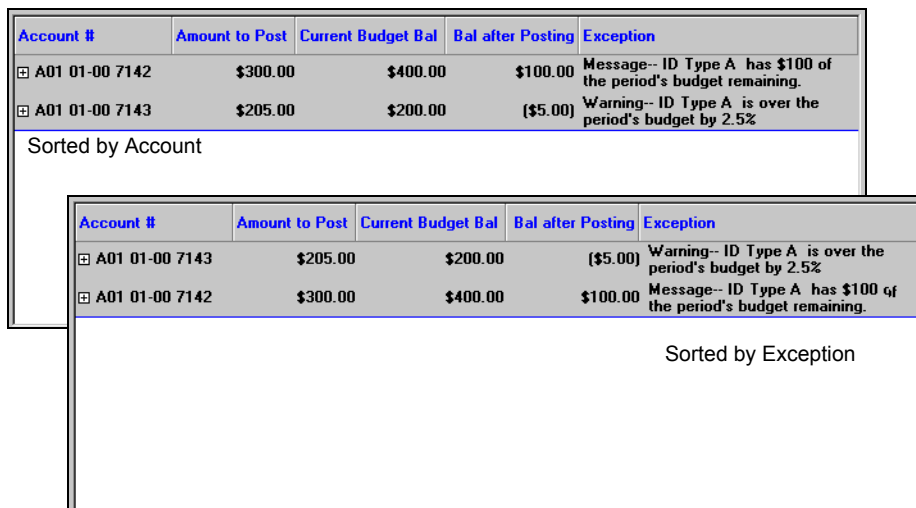 Account # Amount to Post Current Budget Bal Bal after Posting Exception
A01 01-00 7142 $300.00 $400.00 $100.00 Message-- ID Type A has $100 of
the period's budget remaining.
A01 01-00 7143 $205.00 $200.00 ($5.00) Warning-- ID Type A is over the
period's budget by 2.5%
Sorted by Account
Account # Amount to Post Current Budget Bal Bal after Posting Exception
A01 01-00 7143 $205.00 $200.00 ($5.00) Warning-- ID Type A is over the
period's budget by 2.5%
A01 01-00 7142 $300.00 $400.00 $100.00 Message-- ID Type A has $100 of
the period's budget remaining.
Sorted by Exception